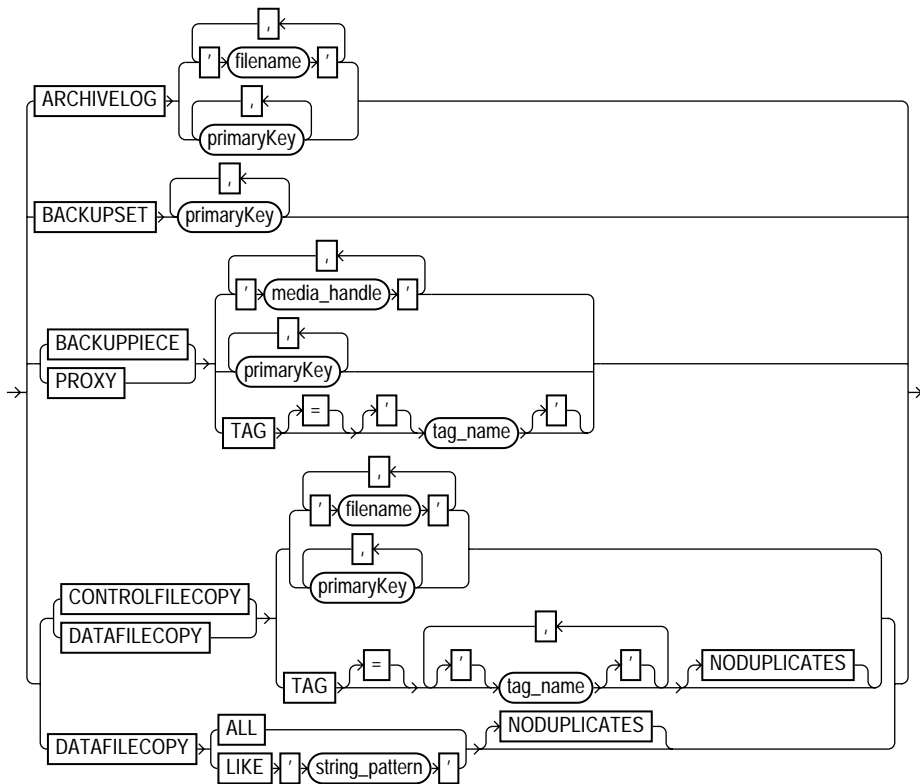 ,
' filename '
ARCHIVELOG
,
primaryKey
,
BACKUPSET primaryKey
,
' media_handle '
BACKUPPIECE
,
PROXY
primaryKey
TAG = ' tag_name '
,
' filename '
,
CONTROLFILECOPY
primaryKey
DATAFILECOPY
,
TAG = ' tag_name ' NODUPLICATES
ALL
NODUPLICATES
DATAFILECOPY
LIKE ' string_pattern '